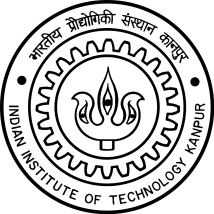 भारतीय प्रौद्योगिकी संस्थान कानपुर
INDIAN INSTITUTE OF TECHNOLOGY KANPUR